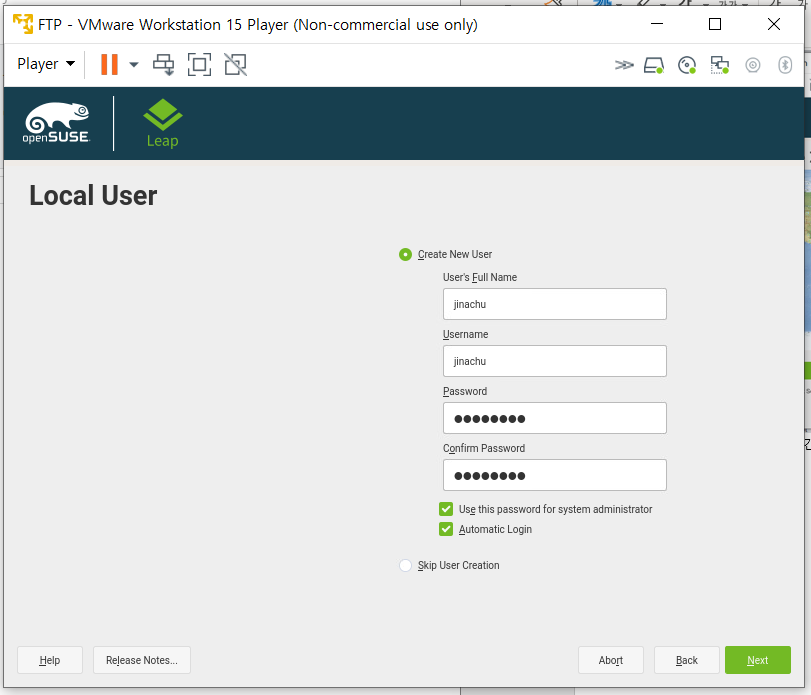 FTP - VMware Workstation 15 Player (Non-commercial use only)
Player
openSUSE
Leap
Local User
Create New User
User's Full Name
jinachu
Username
jinachu
Password
●●●●●●●●
Confirm Password
●●●●●●●●
Use this password for system administrator
Automatic Login
Skip User Creation
Help
Release Notes...
Abort
Back
Next